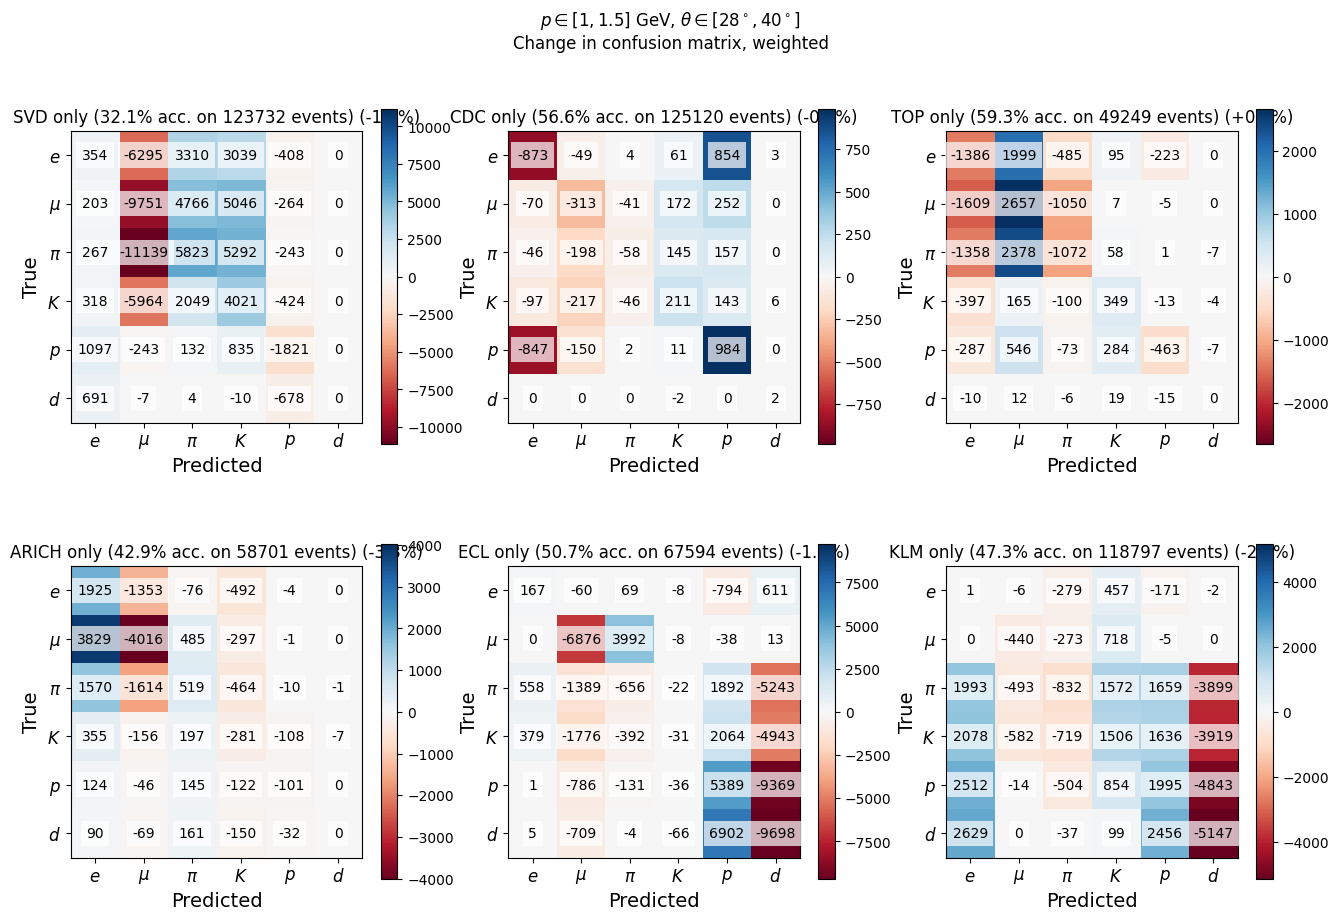 p ∈ [1, 1.5] GeV, θ ∈ [28°, 40°]
Change in confusion matrix, weighted
SVD only (32.1% acc. on 123732 events)
True
e 354 -6295 3310 3039 -408 0
μ 203 -9751 4766 5046 -264 0
π 267 -11139 5823 5292 -243 0
K 318 -5964 2049 4021 -424 0
p 1097 -243 132 835 -1821 0
d 691 -7 4 -10 -678 0
e μ π K p d
Predicted
10000
7500
5000
2500
0
−2500
−5000
−7500
−10000
CDC only (56.6% acc. on 125120 events)
True
e -873 -49 4 61 854 3
μ -70 -313 -41 172 252 0
π -46 -198 -58 145 157 0
K -97 -217 -46 211 143 6
p -847 -150 2 11 984 0
d 0 0 0 -2 0 2
e μ π K p d
Predicted
750
500
250
0
−250
−500
−750
TOP only (59.3% acc. on 49249 events)
True
e -1386 1999 -485 95 -223 0
μ -1609 2657 -1050 7 -5 0
π -1358 2378 -1072 58 1 -7
K -397 165 -100 349 -13 -4
p -287 546 -73 284 -463 -7
d -10 12 -6 19 -15 0
e μ π K p d
Predicted
2000
1000
0
−1000
−2000
ARICH only (42.9% acc. on 58701 events)
True
e 1925 -1353 -76 -492 -4 0
μ 3829 -4016 485 -297 -1 0
π 1570 -1614 519 -464 -10 -1
K 355 -156 197 -281 -108 -7
p 124 -46 145 -122 -101 0
d 90 -69 161 -150 -32 0
e μ π K p d
Predicted
4000
3000
2000
1000
0
−1000
−2000
−3000
−4000
ECL only (50.7% acc. on 67594 events)
True
e 167 -60 69 -8 -794 611
μ 0 -6876 3992 -8 -38 13
π 558 -1389 -656 -22 1892 -5243
K 379 -1776 -392 -31 2064 -4943
p 1 -786 -131 -36 5389 -9369
d 5 -709 -4 -66 6902 -9698
e μ π K p d
Predicted
7500
5000
2500
0
−2500
−5000
−7500
KLM only (47.3% acc. on 118797 events)
True
e 1 -6 -279 457 -171 -2
μ 0 -440 -273 718 -5 0
π 1993 -493 -832 1572 1659 -3899
K 2078 -582 -719 1506 1636 -3919
p 2512 -14 -504 854 1995 -4843
d 2629 0 -37 99 2456 -5147
e μ π K p d
Predicted
4000
2000
0
−2000
−4000